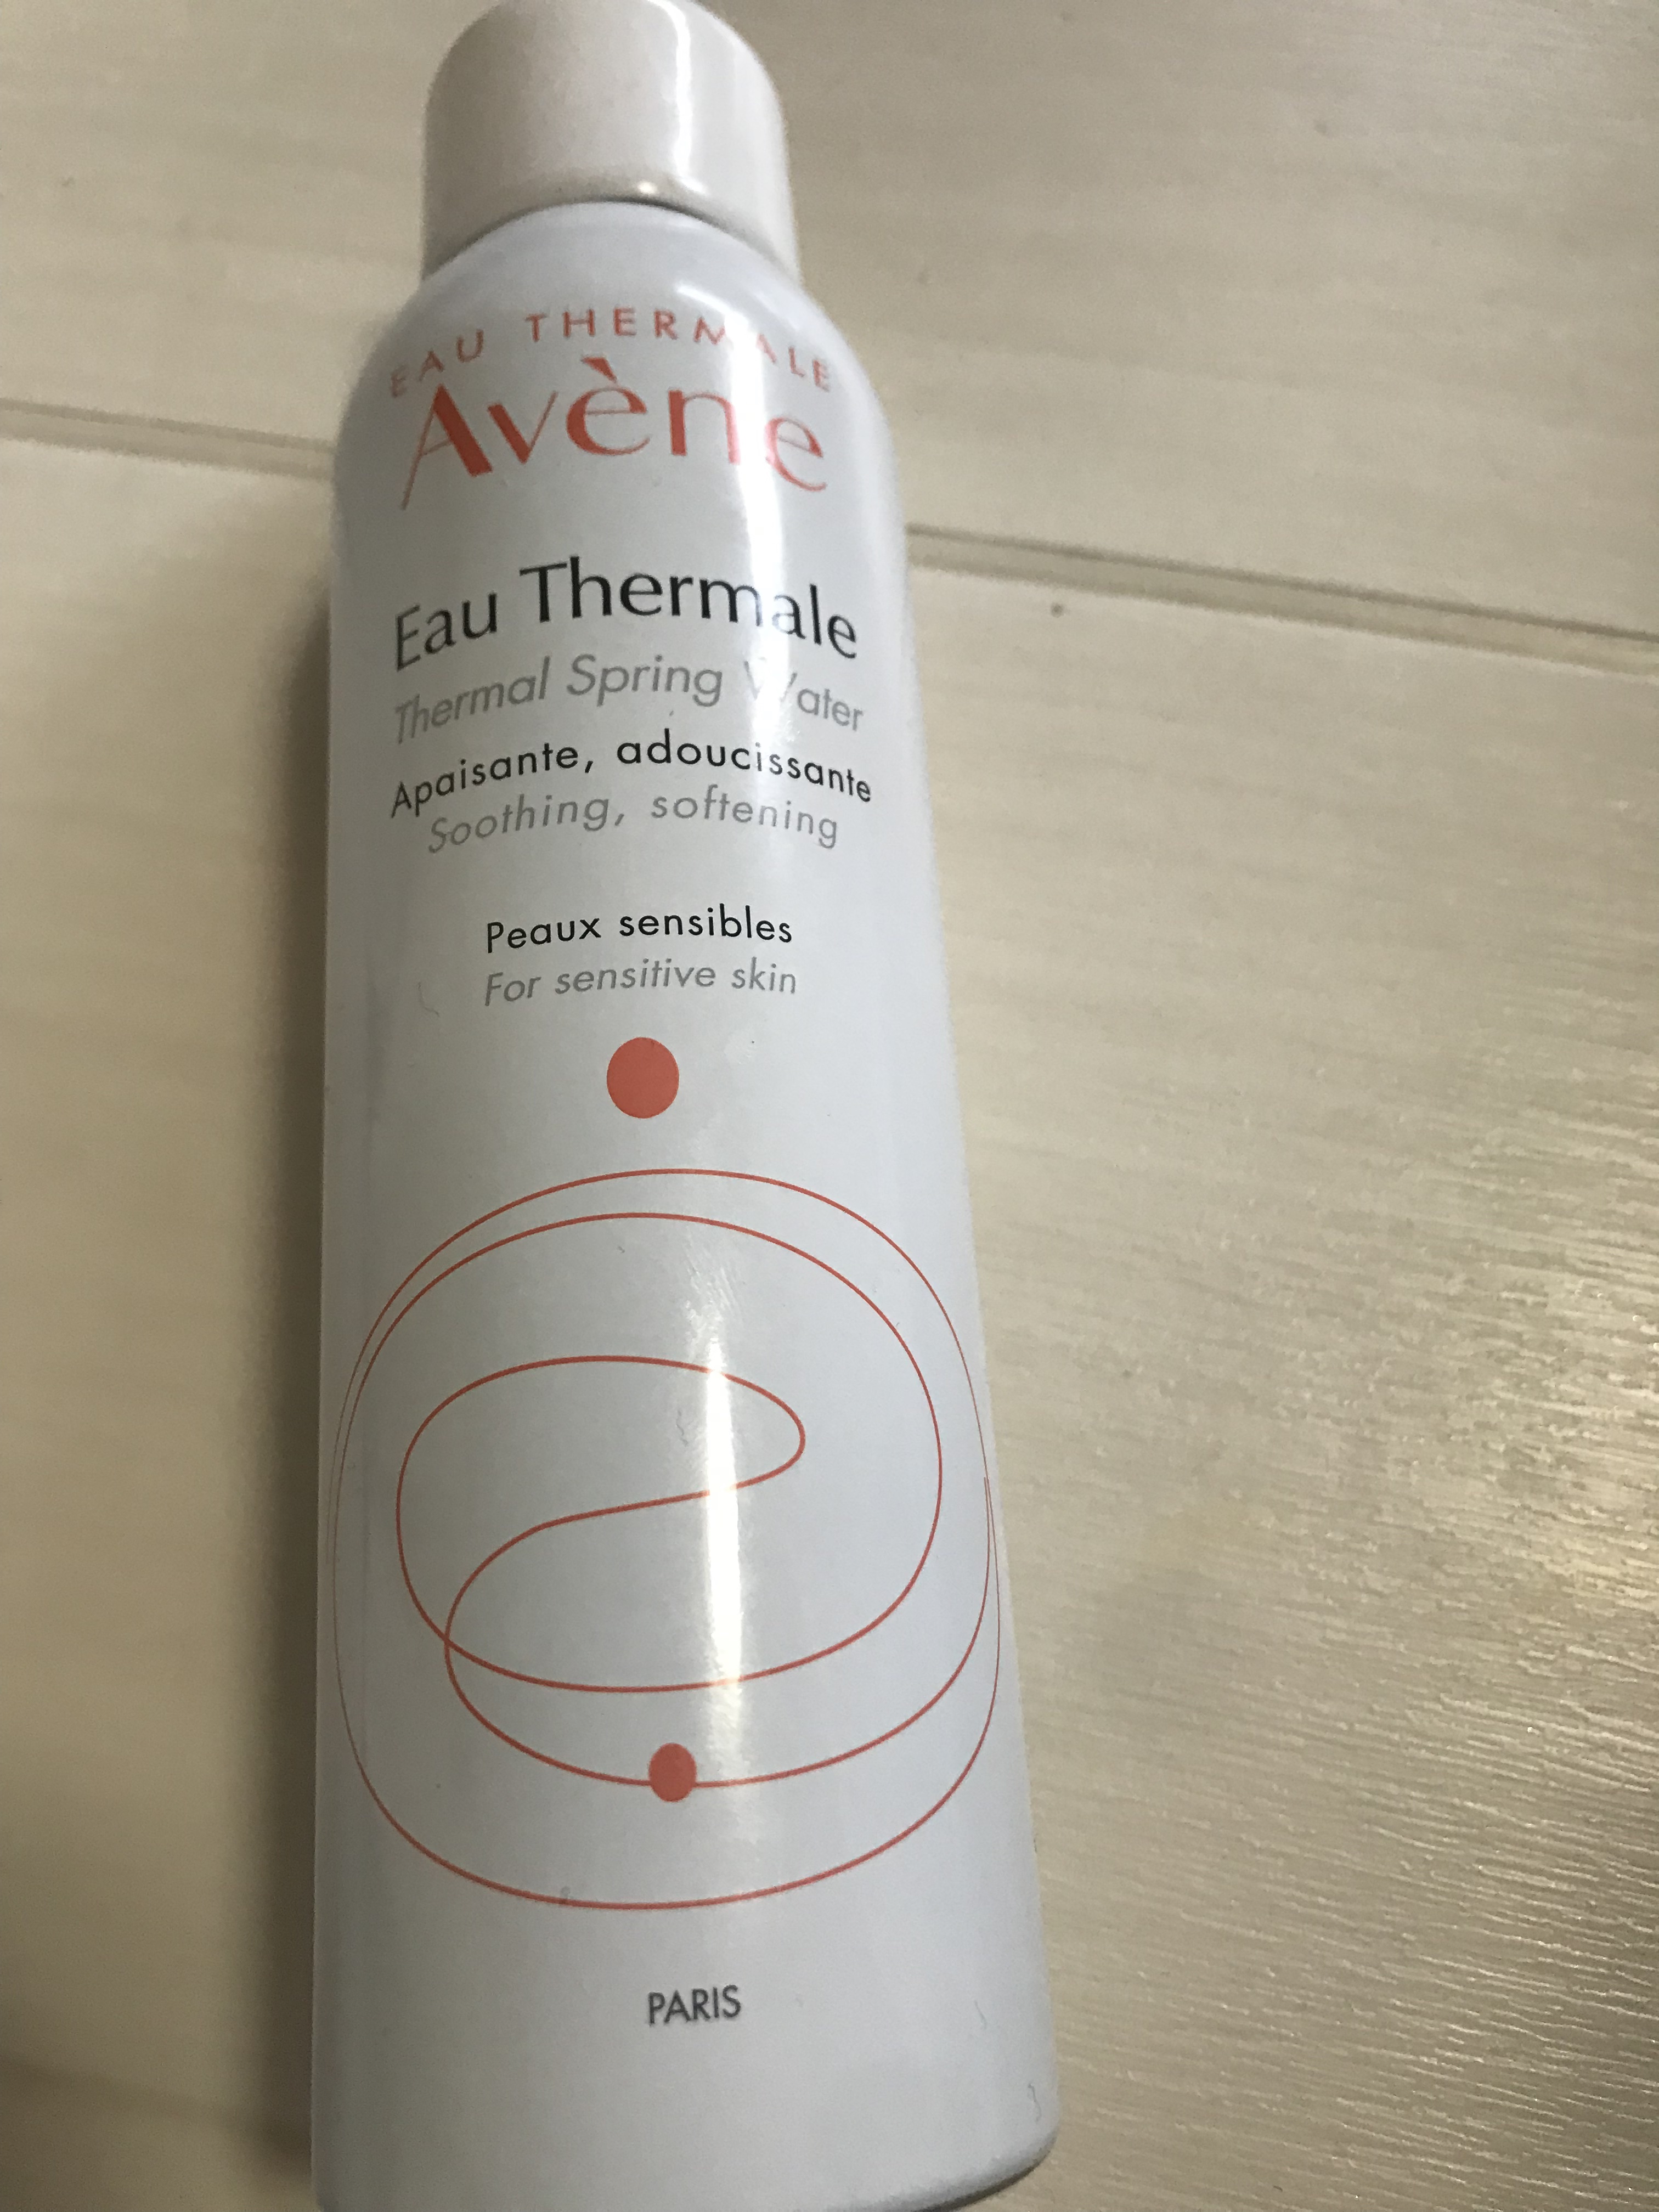 EAU THERMALE
Avène
Eau Thermale
Thermal Spring Water
Apaisante, adoucissante
Soothing, softening
Peaux sensibles
For sensitive skin
PARIS